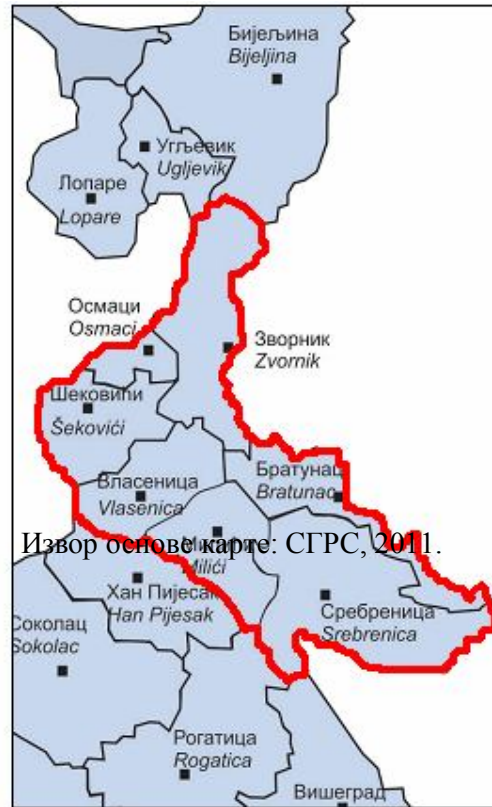 Бијељина
Bijeljina
Угљевик
Ugljevik
Лопаре
Lopare
Осмаци
Osmaci
Зворник
Zvornik
Шековићи
Šekovići
Братунац
Bratunac
Власеница
Vlasenica
Извор основе карте: СГРС, 2011.
Milići
Хан Пијесак
Han Pijesak
Сребреница
Srebrenica
Соколац
Sokolac
Рогатица
Rogatica
Вишеград